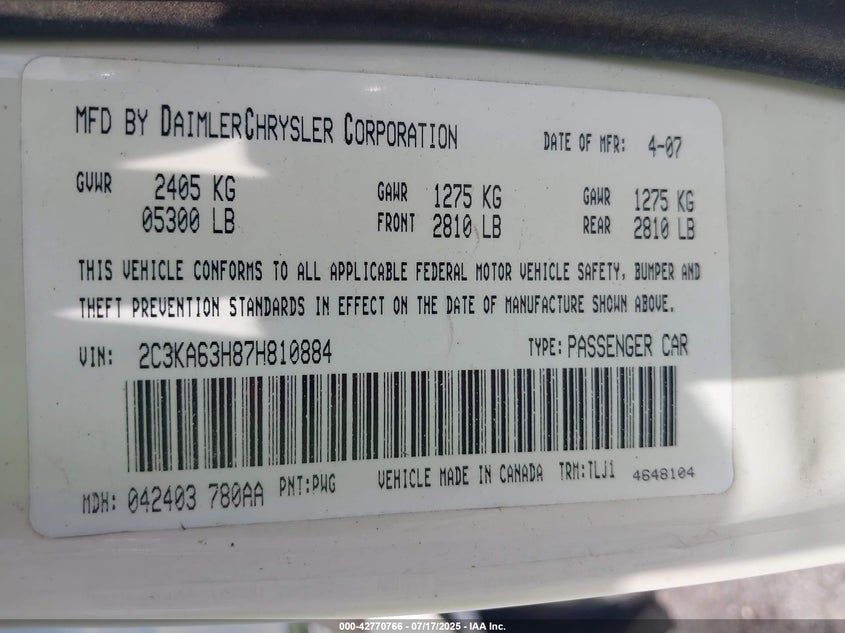 MFD BY DAIMLERCHRYSLER CORPORATION DATE OF MFR: 4-07
GVWR 2405 KG GAWR 1275 KG GAWR 1275 KG
05300 LB FRONT 2810 LB REAR 2810 LB
THIS VEHICLE CONFORMS TO ALL APPLICABLE FEDERAL MOTOR VEHICLE SAFETY, BUMPER AND
THEFT PREVENTION STANDARDS IN EFFECT ON THE DATE OF MANUFACTURE SHOWN ABOVE.
VIN: 2C3KA63H87H810884 TYPE: PASSENGER CAR
MDH: 042403 780AA PNT:PWG VEHICLE MADE IN CANADA TRM:TLJ1 4648104
000-42770766 - 07/17/2025 - IAA Inc.